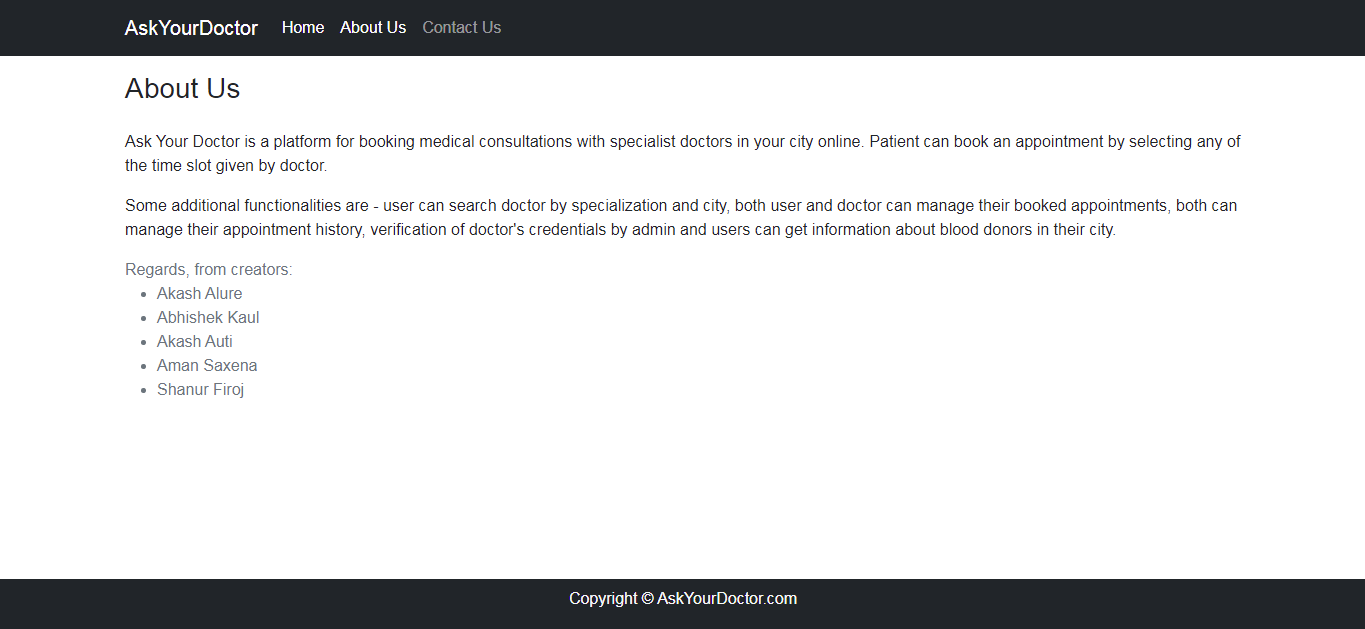 AskYourDoctor Home About Us Contact Us
About Us
Ask Your Doctor is a platform for booking medical consultations with specialist doctors in your city online. Patient can book an appointment by selecting any of
the time slot given by doctor.
Some additional functionalities are - user can search doctor by specialization and city, both user and doctor can manage their booked appointments, both can
manage their appointment history, verification of doctor's credentials by admin and users can get information about blood donors in their city.
Regards, from creators:
• Akash Alure
• Abhishek Kaul
• Akash Auti
• Aman Saxena
• Shanur Firoj
Copyright © AskYourDoctor.com